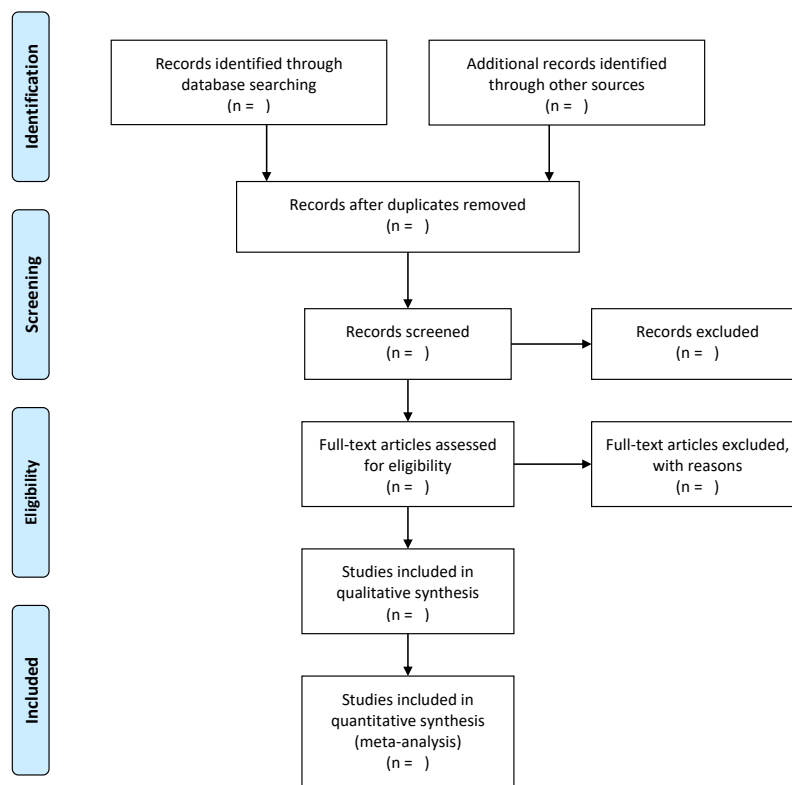 Identification
Records identified through
database searching
(n =   )
Additional records identified
through other sources
(n =   )
Records after duplicates removed
(n =   )
Screening
Records screened
(n =   )
Records excluded
(n =   )
Eligibility
Full-text articles assessed
for eligibility
(n =   )
Full-text articles excluded,
with reasons
(n =   )
Studies included in
qualitative synthesis
(n =   )
Included
Studies included in
quantitative synthesis
(meta-analysis)
(n =   )